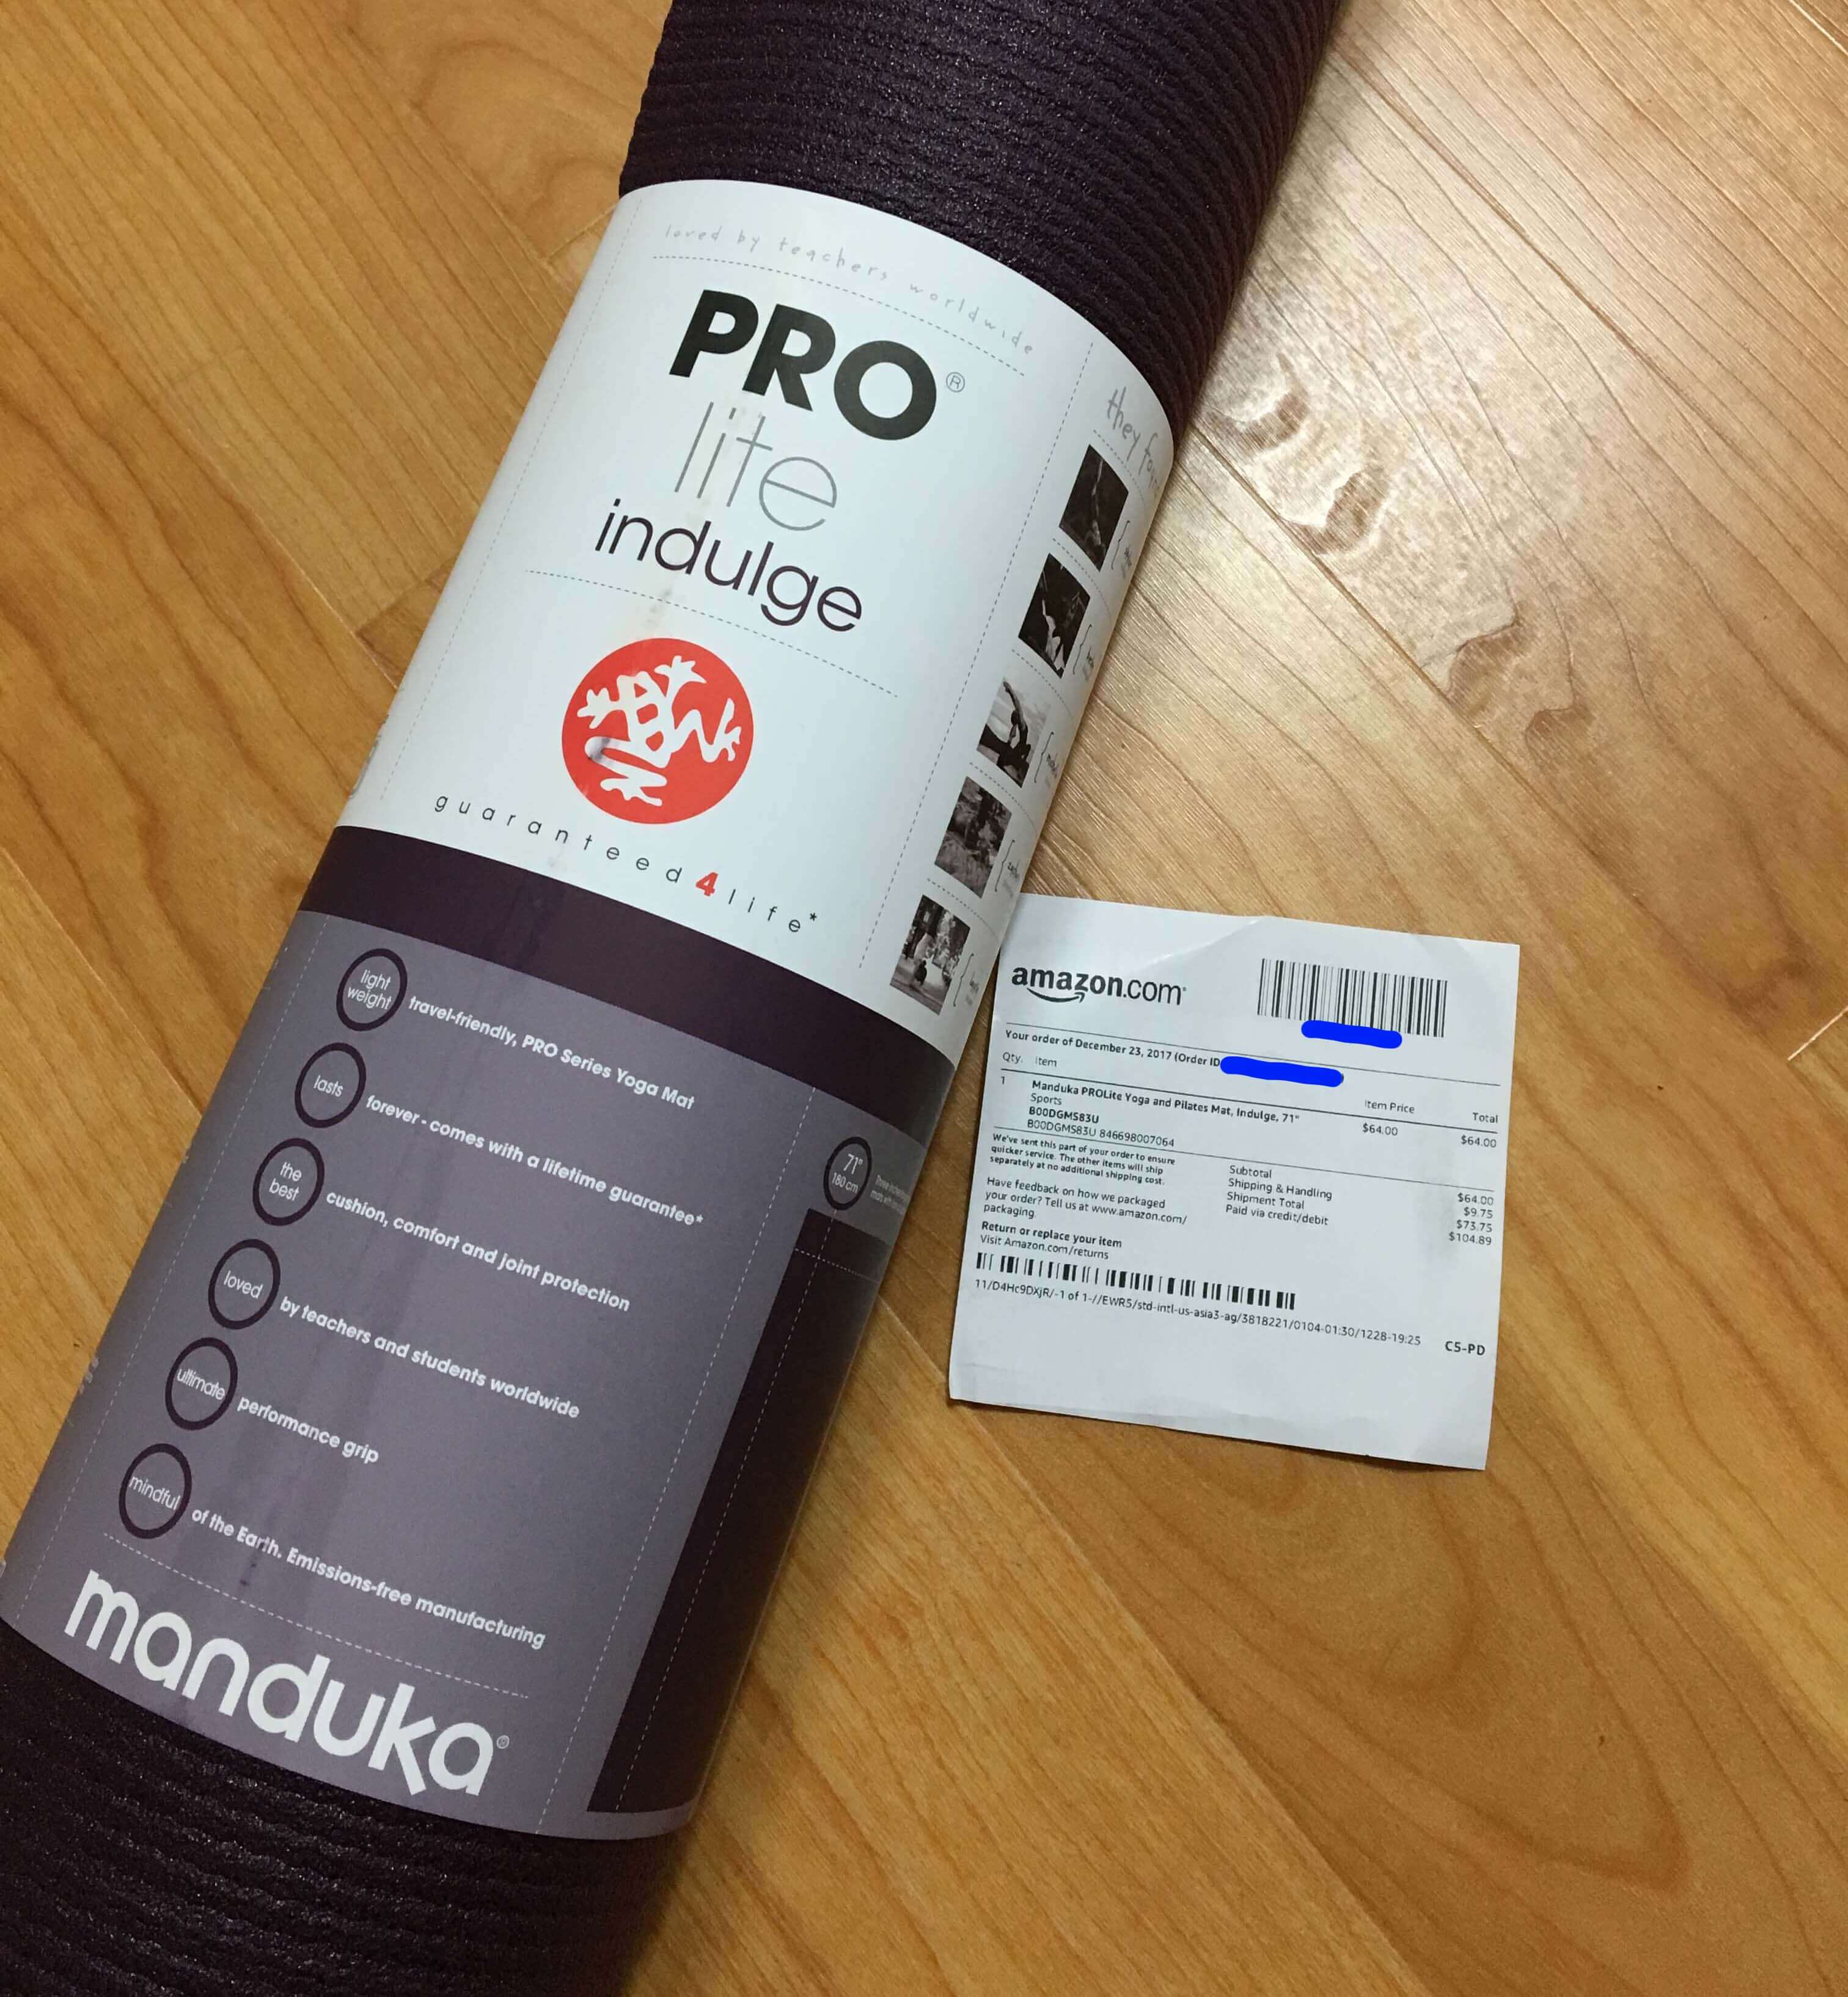 loved by teachers worldwide
PRO®
lite
indulge
guaranteed4life*
they
light weight travel-friendly, PRO Series Yoga Mat
lasts forever - comes with a lifetime guarantee*
the best cushion, comfort and joint protection
loved by teachers and students worldwide
ultimate performance grip
mindful of the Earth. Emissions-free manufacturing
manduka®
71"
180 cm
amazon.com
Your order of December 23, 2017 (Order ID
Qty. Item Item Price Total
1 Manduka PROLite Yoga and Pilates Mat, Indulge, 71" $64.00 $64.00
Sports
B00DGMS83U
B00DGMS83U 846698007064
We've sent this part of your order to ensure
quicker service. The other items will ship
separately at no additional shipping cost.
Have feedback on how we packaged
your order? Tell us at www.amazon.com/
packaging
Return or replace your item
Visit Amazon.com/returns
Subtotal $64.00
Shipping & Handling $9.75
Shipment Total $73.75
Paid via credit/debit $104.89
11/D4Hc9DXjR/-1 of 1-//EWR5/std-intl-us-asia3-ag/3818221/0104-01:30/1228-19:25 C5-PD